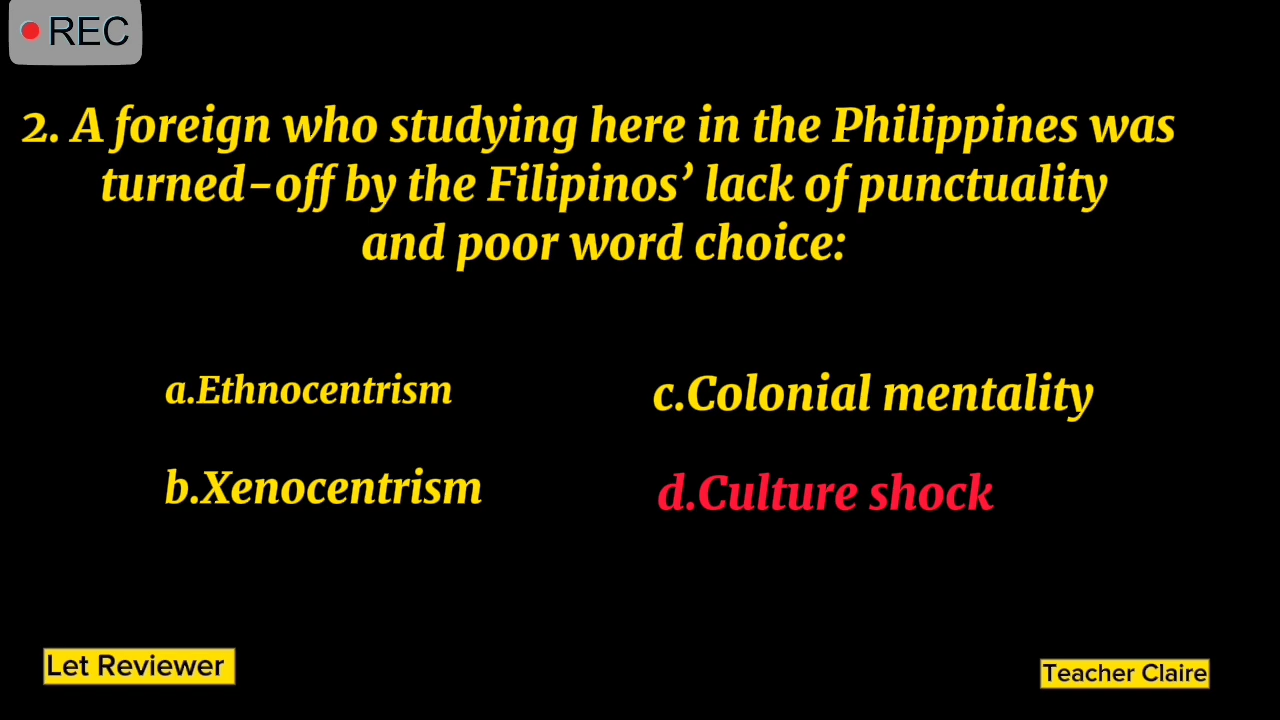 REC
2. A foreign who studying here in the Philippines was
turned-off by the Filipinos’ lack of punctuality
and poor word choice:
a.Ethnocentrism
c.Colonial mentality
b.Xenocentrism
d.Culture shock
Let Reviewer
Teacher Claire